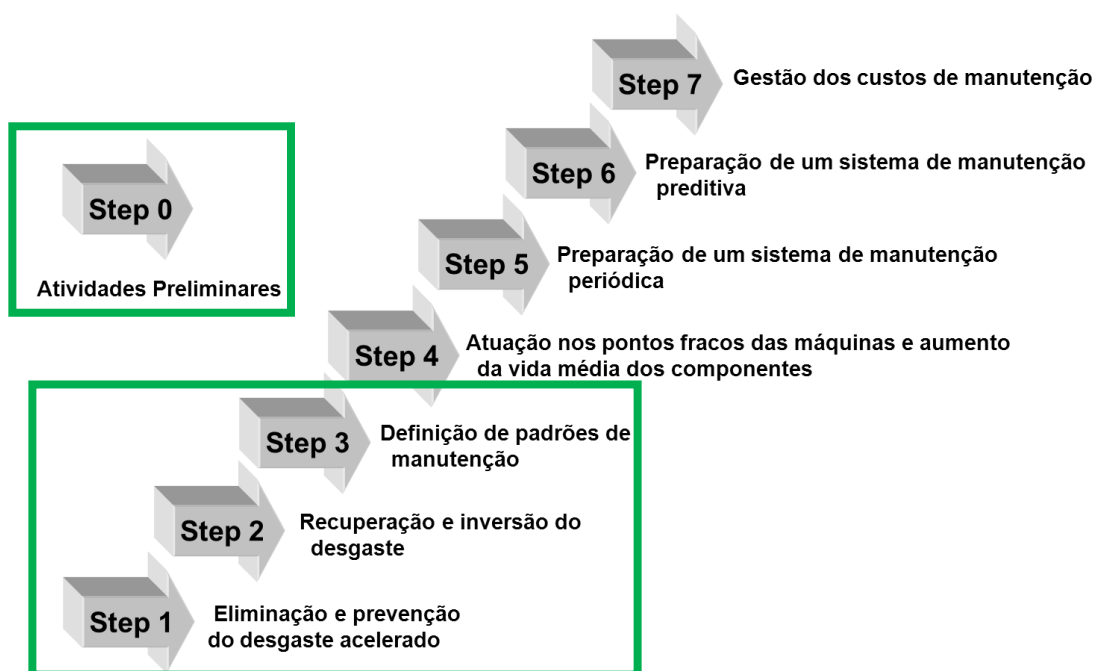 Step 7
Gestão dos custos de manutenção
Step 6
Preparação de um sistema de manutenção
preditiva
Step 0
Atividades Preliminares
Step 5
Preparação de um sistema de manutenção
periódica
Step 4
Atuação nos pontos fracos das máquinas e aumento
da vida média dos componentes
Step 3
Definição de padrões de
manutenção
Step 2
Recuperação e inversão do
desgaste
Step 1
Eliminação e prevenção
do desgaste acelerado